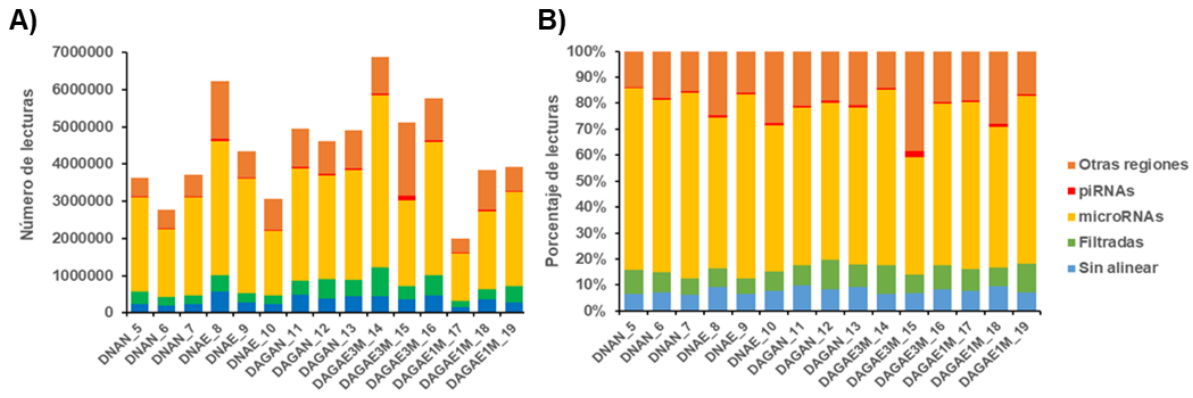 A)
Número de lecturas
7000000
6000000
5000000
4000000
3000000
2000000
1000000
0
DNAN_5
DNAN_6
DNAN_7
DNAE_8
DNAE_9
DNAE_10
DAGAN_11
DAGAN_12
DAGAN_13
DAGAE3M_14
DAGAE3M_15
DAGAE3M_16
DAGAE1M_17
DAGAE1M_18
DAGAE1M_19
B)
Porcentaje de lecturas
100%
90%
80%
70%
60%
50%
40%
30%
20%
10%
0%
DNAN_5
DNAN_6
DNAN_7
DNAE_8
DNAE_9
DNAE_10
DAGAN_11
DAGAN_12
DAGAN_13
DAGAE3M_14
DAGAE3M_15
DAGAE3M_16
DAGAE1M_17
DAGAE1M_18
DAGAE1M_19
Otras regiones
piRNAs
microRNAs
Filtradas
Sin alinear